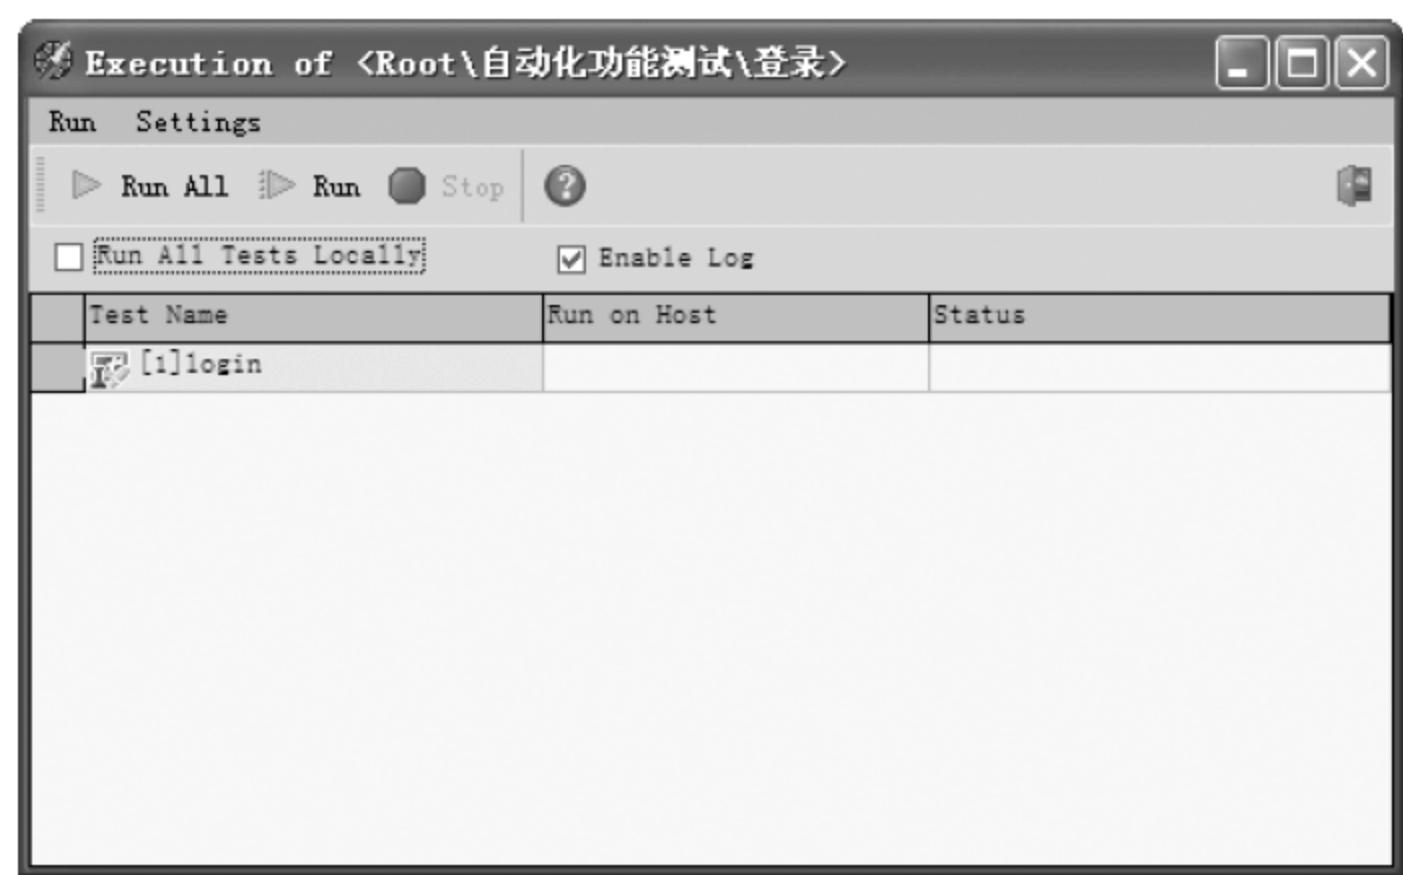 Execution of <Root\自动化功能测试\登录>
Run Settings
Run All Run Stop ?
Run All Tests Locally Enable Log
Test Name Run on Host Status
[1]login